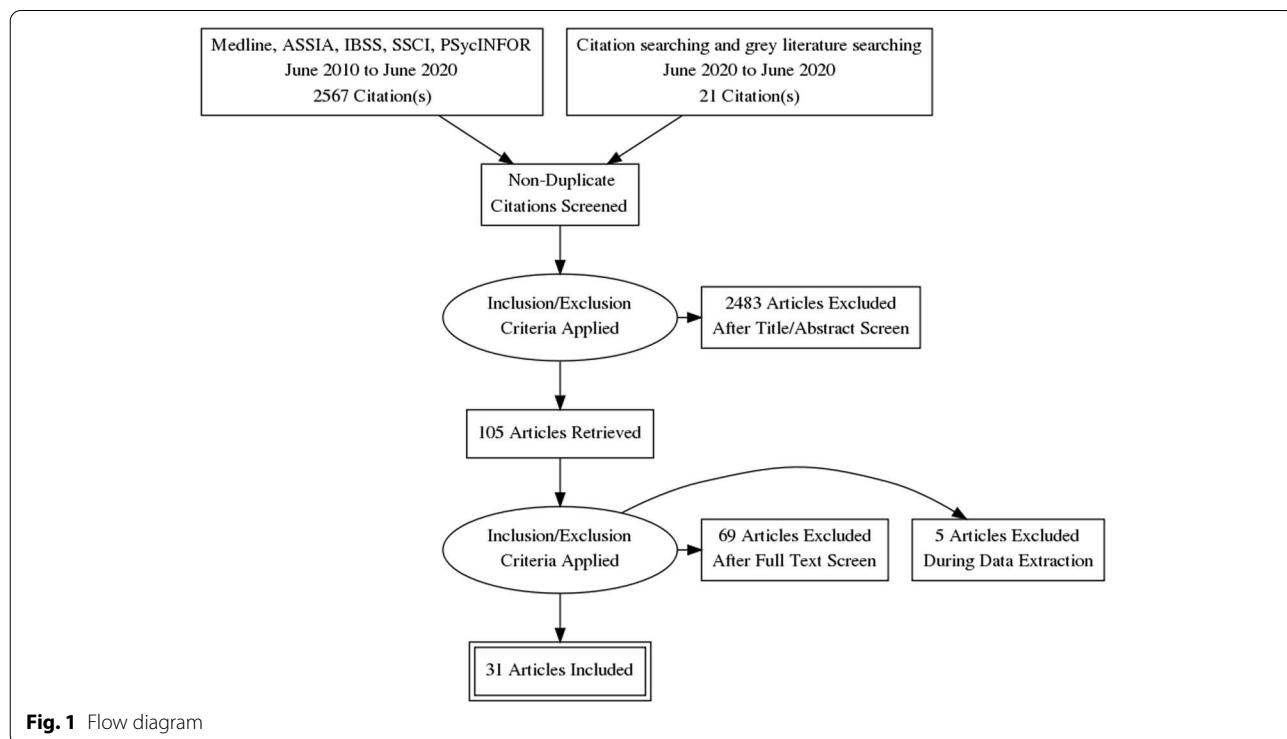 Medline, ASSIA, IBSS, SSCI, PSycINFOR
June 2010 to June 2020
2567 Citation(s)
Citation searching and grey literature searching
June 2020 to June 2020
21 Citation(s)
Non-Duplicate
Citations Screened
Inclusion/Exclusion
Criteria Applied
2483 Articles Excluded
After Title/Abstract Screen
105 Articles Retrieved
Inclusion/Exclusion
Criteria Applied
69 Articles Excluded
After Full Text Screen
5 Articles Excluded
During Data Extraction
31 Articles Included
Fig. 1 Flow diagram